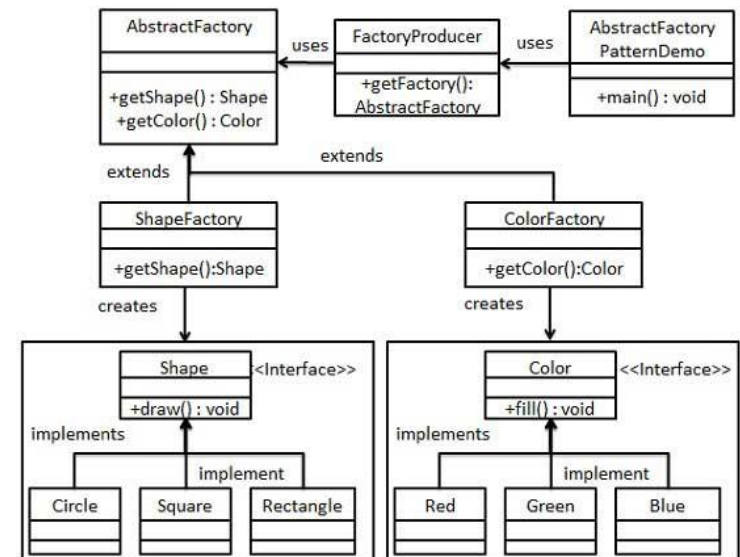 AbstractFactory
+getShape() : Shape
+getColor() : Color
uses
FactoryProducer
+getFactory():
AbstractFactory
uses
AbstractFactory
PatternDemo
+main() : void
extends
extends
ShapeFactory
+getShape():Shape
ColorFactory
+getColor():Color
creates
creates
Shape
<<Interface>>
+draw() : void
implements
implement
Circle
Square
Rectangle
Color
<<Interface>>
+fill() : void
implements
implement
Red
Green
Blue